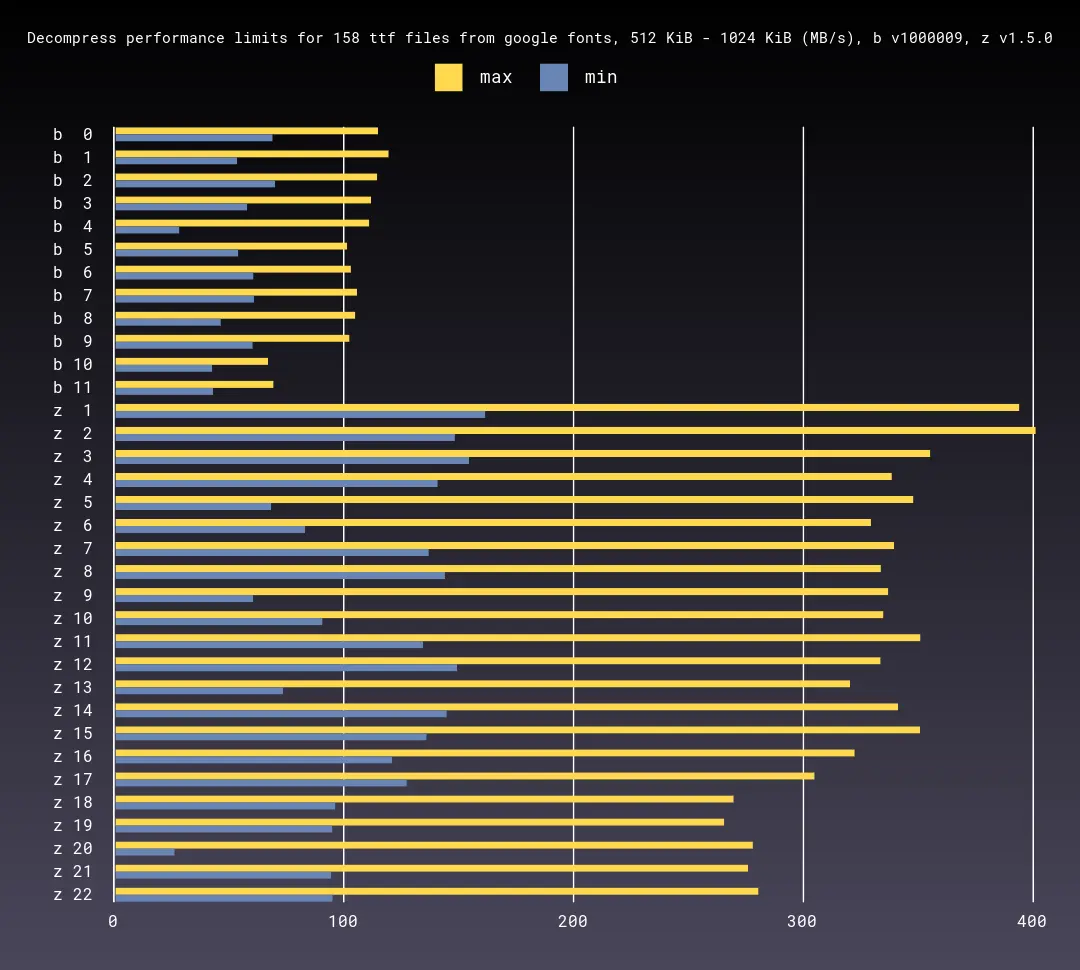 Decompress performance limits for 158 ttf files from google fonts, 512 KiB - 1024 KiB (MB/s), b v1000009, z v1.5.0
max min
b 0
b 1
b 2
b 3
b 4
b 5
b 6
b 7
b 8
b 9
b 10
b 11
z 1
z 2
z 3
z 4
z 5
z 6
z 7
z 8
z 9
z 10
z 11
z 12
z 13
z 14
z 15
z 16
z 17
z 18
z 19
z 20
z 21
z 22
0 100 200 300 400